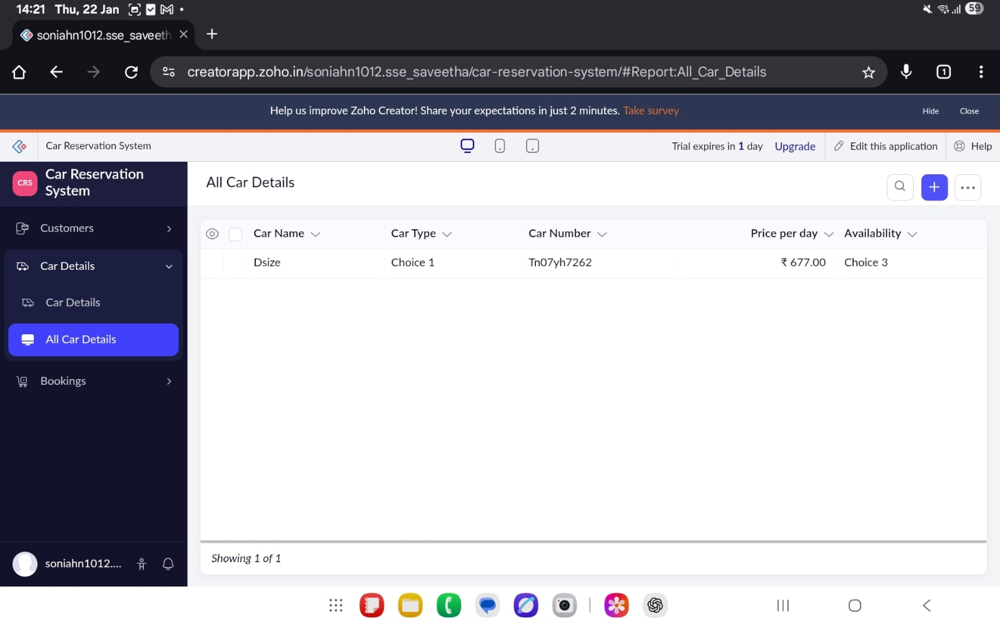 14:21 Thu, 22 Jan 59
soniahn1012.sse_saveeth
creatorapp.zoho.in/soniahn1012.sse_saveetha/car-reservation-system/#Report:All_Car_Details 1
Help us improve Zoho Creator! Share your expectations in just 2 minutes. Take survey Hide Close
Car Reservation System Trial expires in 1 day Upgrade Edit this application Help
CRS Car Reservation System
All Car Details
Customers
Car Details
Car Details
All Car Details
Bookings
Car Name Car Type Car Number Price per day Availability
Dsize Choice 1 Tn07yh7262 ₹ 677.00 Choice 3
Showing 1 of 1
soniahn1012....